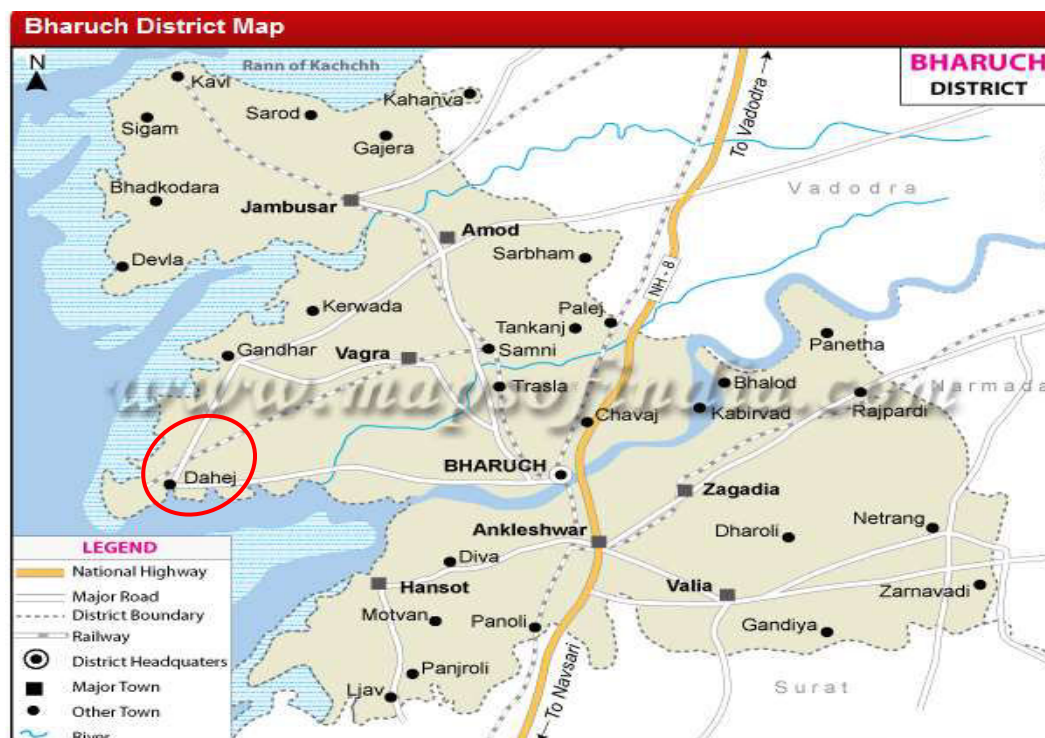 Bharuch District Map
N
Rann of Kachchh
BHARUCH
DISTRICT
Kavi
Kahanva
Sarod
Sigam
Gajera
To Vadodra
Bhadkodara
Vadodra
Jambusar
Amod
Devla
Sarbham
NH - 8
Kerwada
Palej
Tankanj
Panetha
Gandhar
Vagra
Samni
www.mapsofindia.com
Trasla
Bhalod
Narmada
Kabirvad
Rajpardi
Chavaj
Dahej
BHARUCH
Zagadia
Ankleshwar
Dharoli
Netrang
Diva
Hansot
Valia
Zarnavadi
Motvan
Panoli
Gandiya
Panjroli
Ljav
To Navsari
Surat
LEGEND
National Highway
Major Road
District Boundary
Railway
District Headquaters
Major Town
Other Town
River